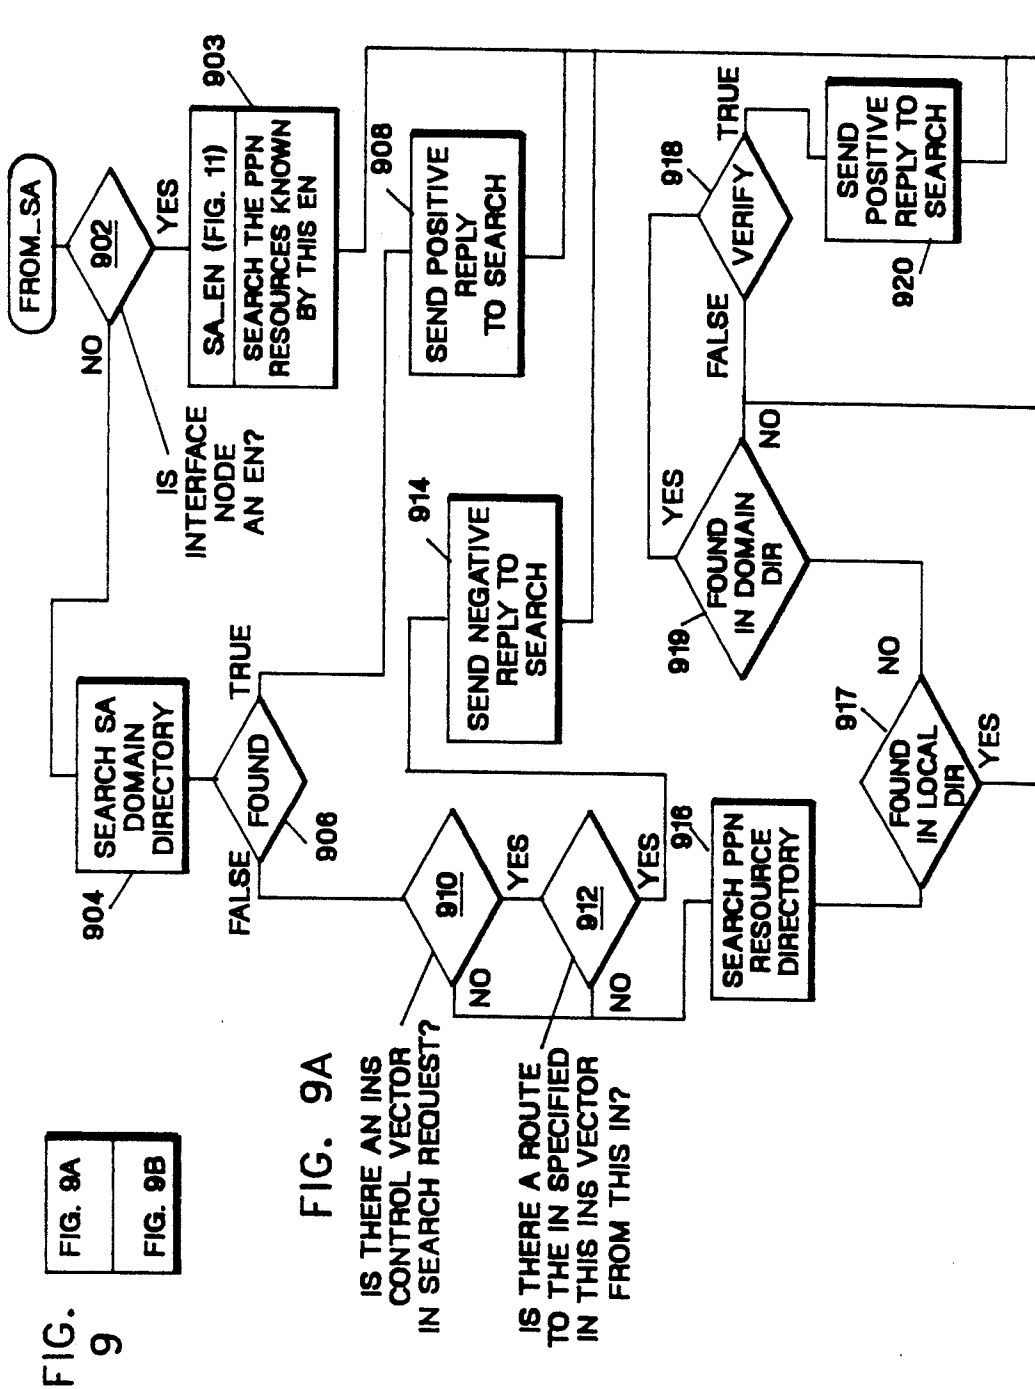 FIG.
9
FIG. 9A
FIG. 9B
FIG. 9A
FROM_SA
902
NO
YES
IS
INTERFACE
NODE
AN EN?
903
SA_EN (FIG. 11)
SEARCH THE PPN
RESOURCES KNOWN
BY THIS EN
904
SEARCH SA
DOMAIN
DIRECTORY
FOUND
906
FALSE
TRUE
908
SEND POSITIVE
REPLY
TO SEARCH
IS THERE AN INS
CONTROL VECTOR
IN SEARCH REQUEST?
910
NO
YES
IS THERE A ROUTE
TO THE IN SPECIFIED
IN THIS INS VECTOR
FROM THIS IN?
912
NO
YES
914
SEND NEGATIVE
REPLY TO
SEARCH
916
SEARCH PPN
RESOURCE
DIRECTORY
917
FOUND
IN LOCAL
DIR
NO
YES
919
FOUND
IN DOMAIN
DIR
YES
NO
918
VERIFY
FALSE
TRUE
SEND
POSITIVE
REPLY TO
SEARCH
920